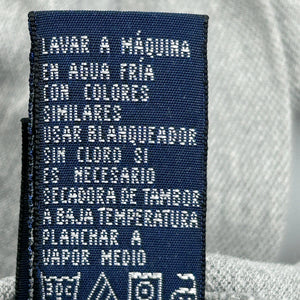 LAVAR A MÁQUINA
EN AGUA FRÍA
CON COLORES
SIMILARES
USAR BLANQUEADOR
SIN CLORO SI
ES NECESARIO
SECADORA DE TAMBOR
A BAJA TEMPERATURA
PLANCHAR A
VAPOR MEDIO